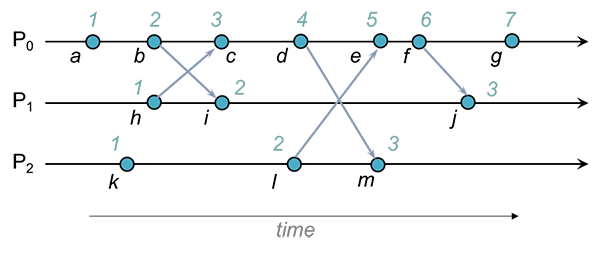 1 2 3 4 5 6 7
P0
a b c d e f g
1 2 3
P1
h i j
1 2 3
P2
k l m
time